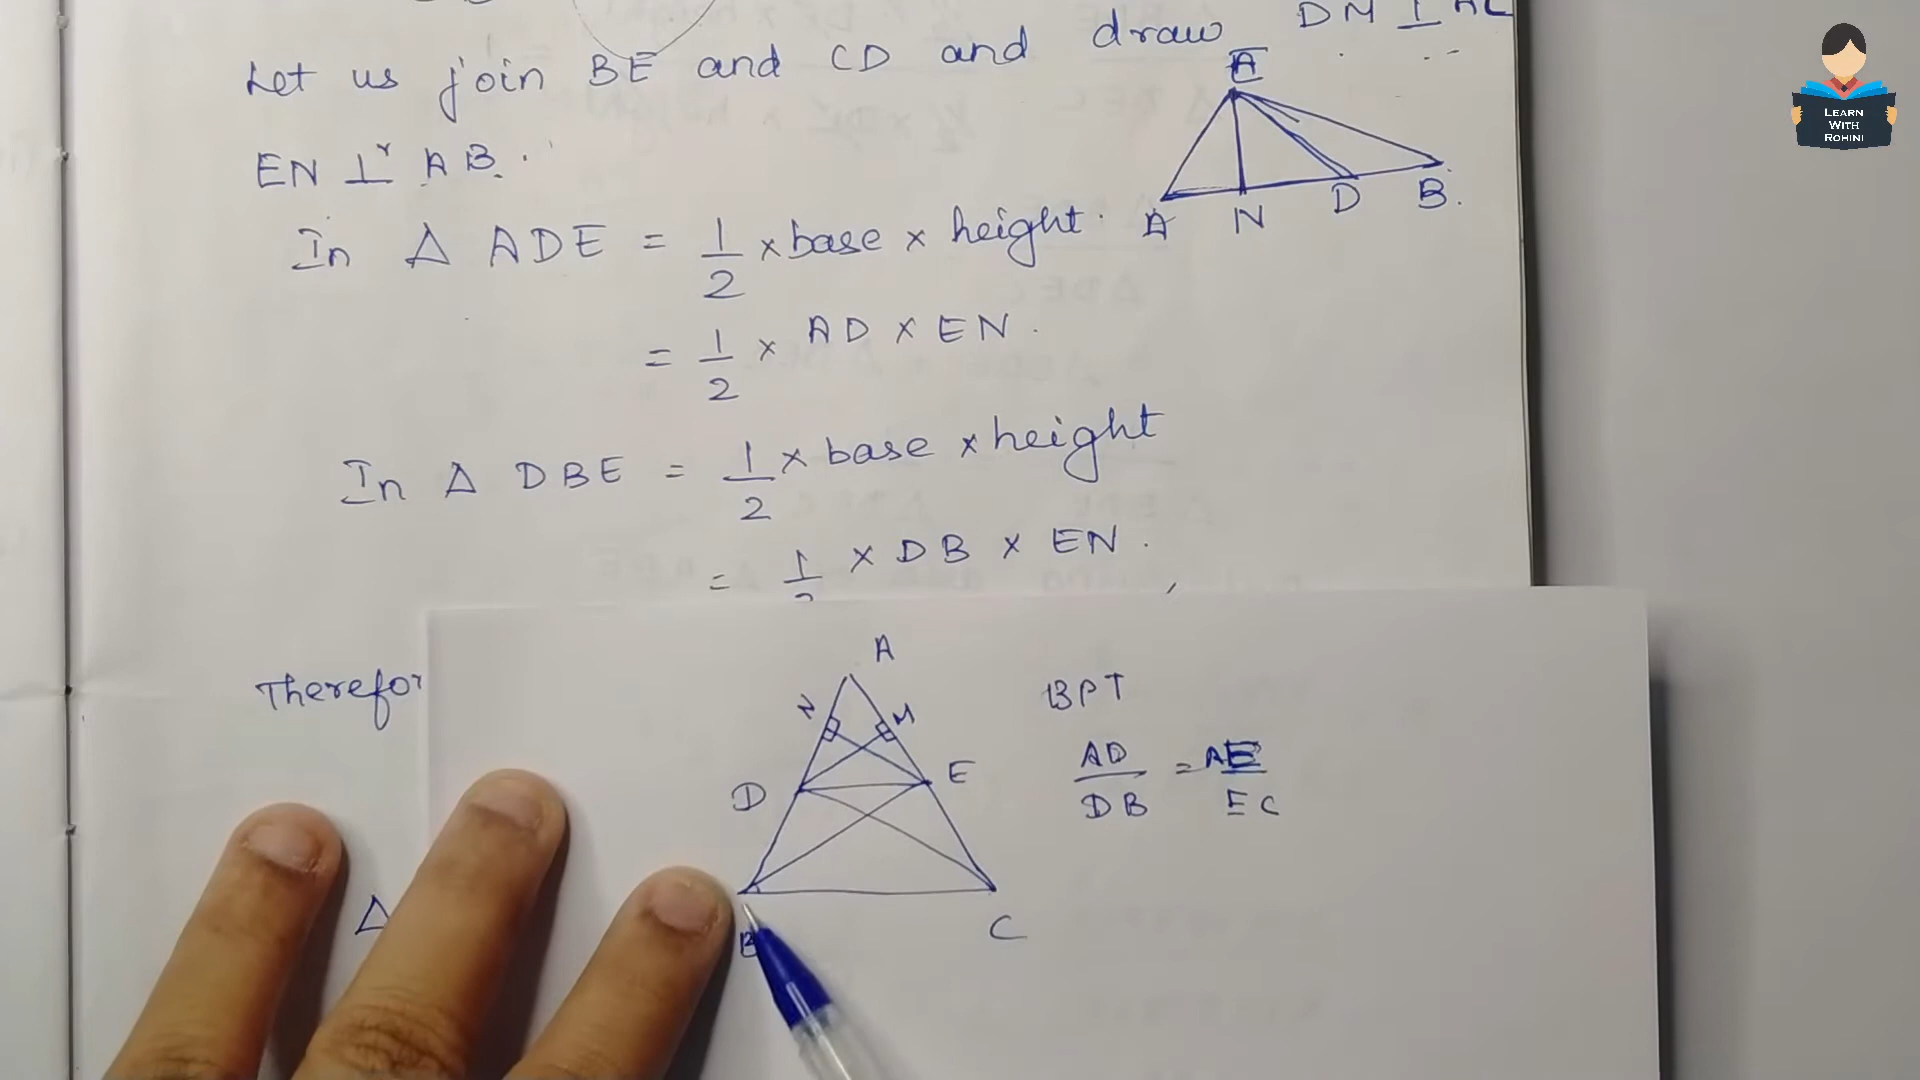 Let us join BE and CD and draw DM ⊥ AC
EN ⊥r AB.
In Δ ADE = 1/2 × base × height.
= 1/2 × AD × EN.
In Δ DBE = 1/2 × base × height
= 1/2 × DB × EN.
Therefor
Δ
E
A N D B.
A
N M
D E
B C
BPT
AD/DB = AE/EC
LEARN
WITH
ROHINI